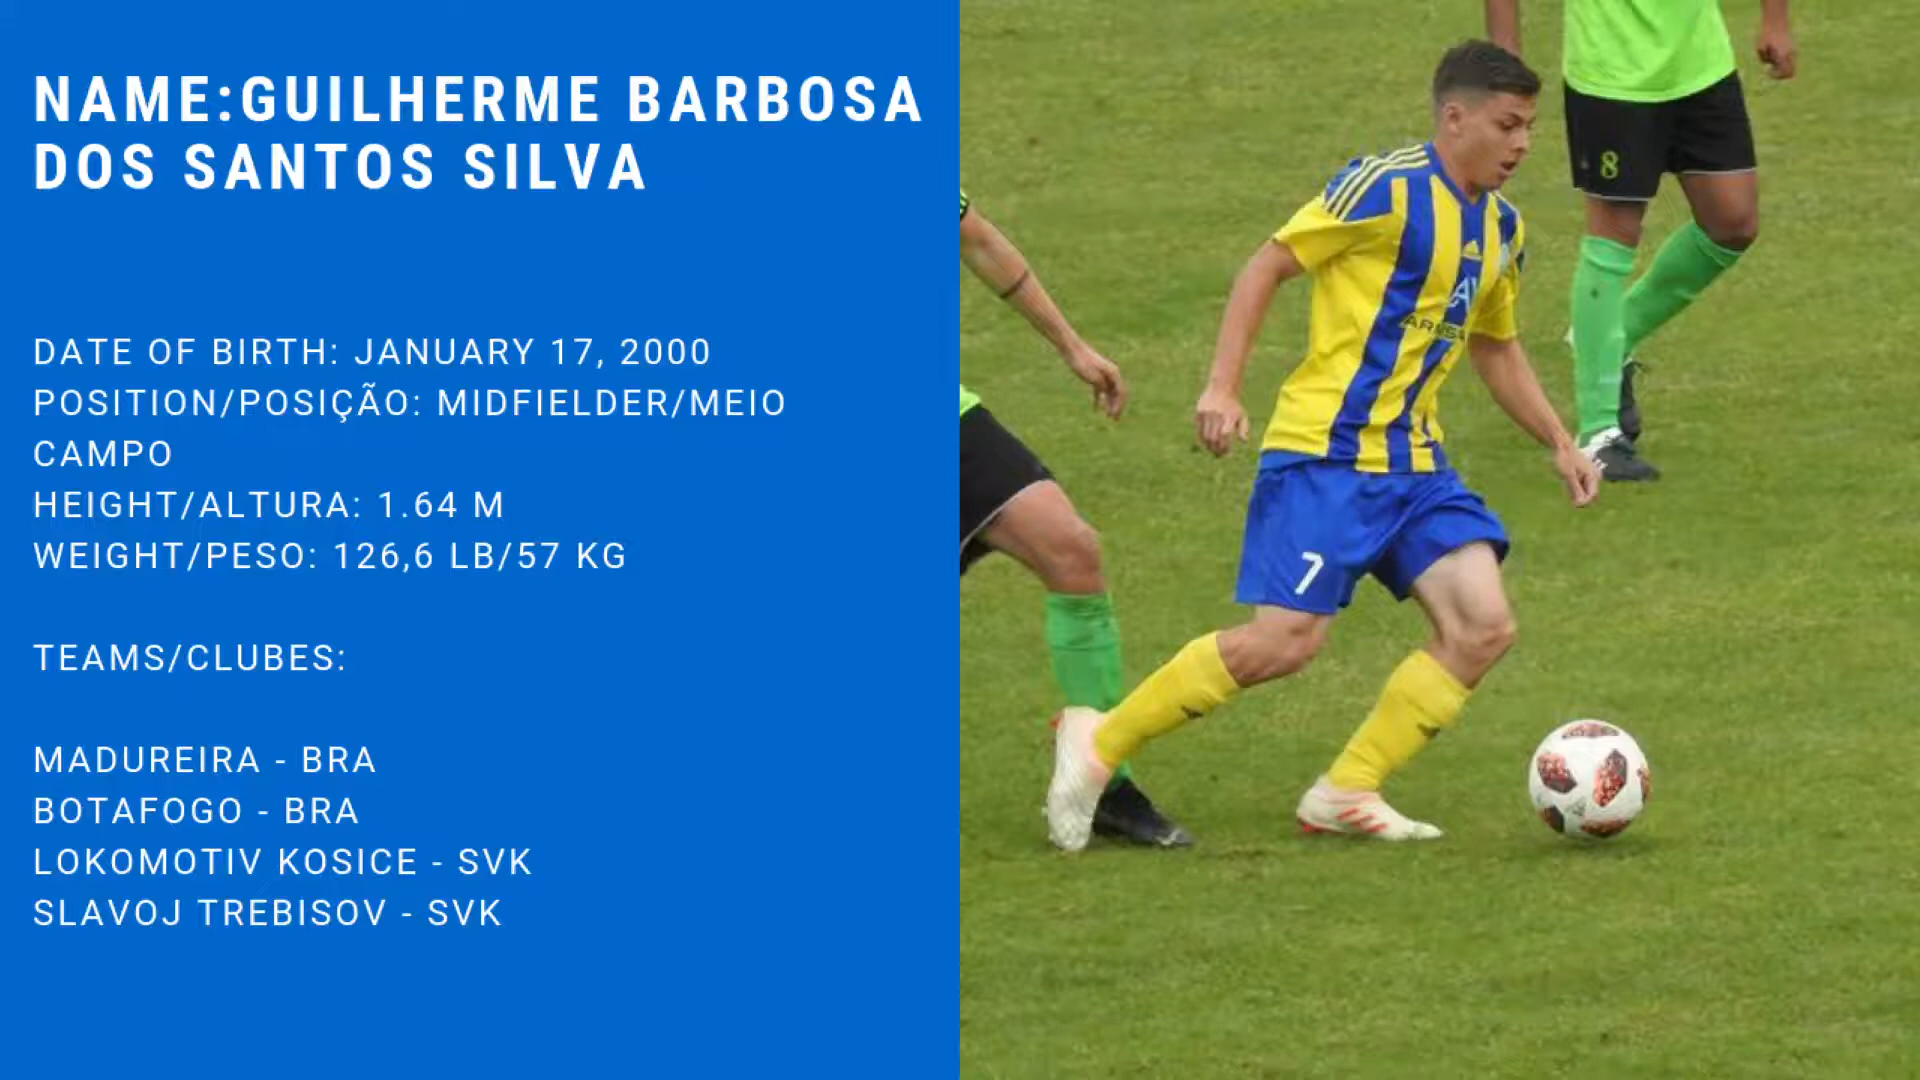 NAME:GUILHERME BARBOSA
DOS SANTOS SILVA
DATE OF BIRTH: JANUARY 17, 2000
POSITION/POSIÇÃO: MIDFIELDER/MEIO
CAMPO
HEIGHT/ALTURA: 1.64 M
WEIGHT/PESO: 126,6 LB/57 KG
TEAMS/CLUBES:
MADUREIRA - BRA
BOTAFOGO - BRA
LOKOMOTIV KOSICE - SVK
SLAVOJ TREBISOV - SVK
8
7